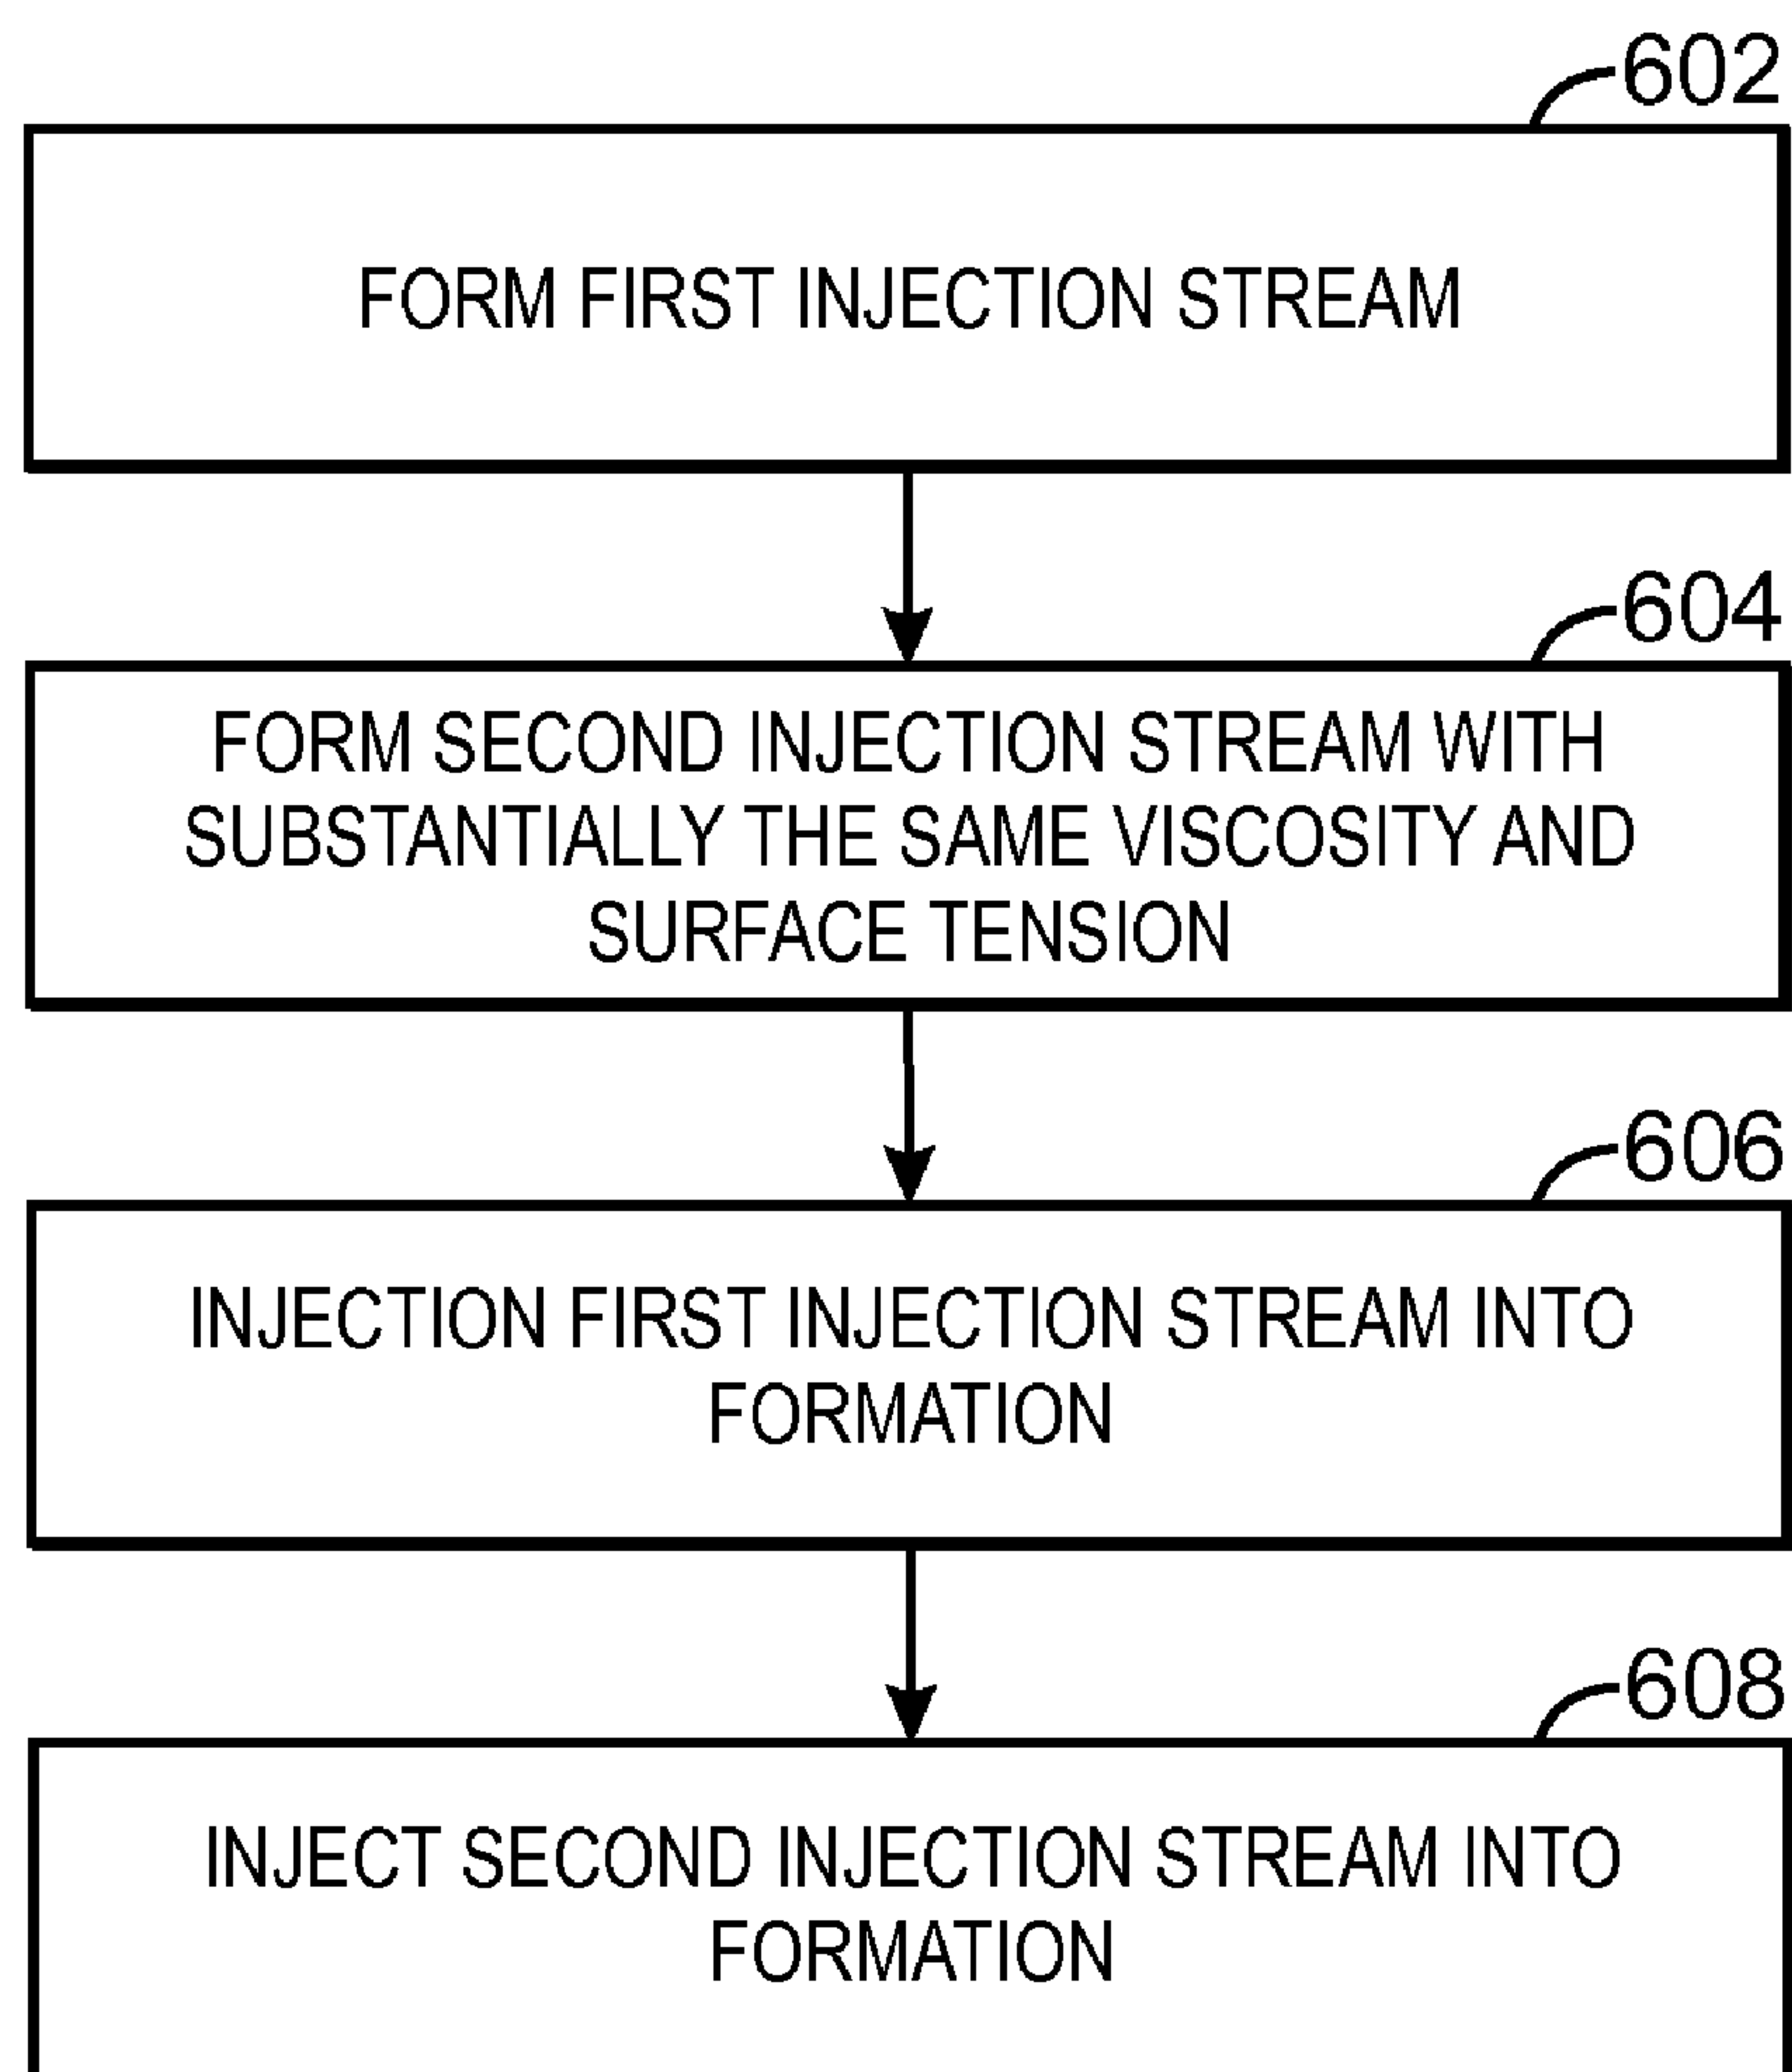 602
FORM FIRST INJECTION STREAM
604
FORM SECOND INJECTION STREAM WITH
SUBSTANTIALLY THE SAME VISCOSITY AND
SURFACE TENSION
606
INJECTION FIRST INJECTION STREAM INTO
FORMATION
608
INJECT SECOND INJECTION STREAM INTO
FORMATION